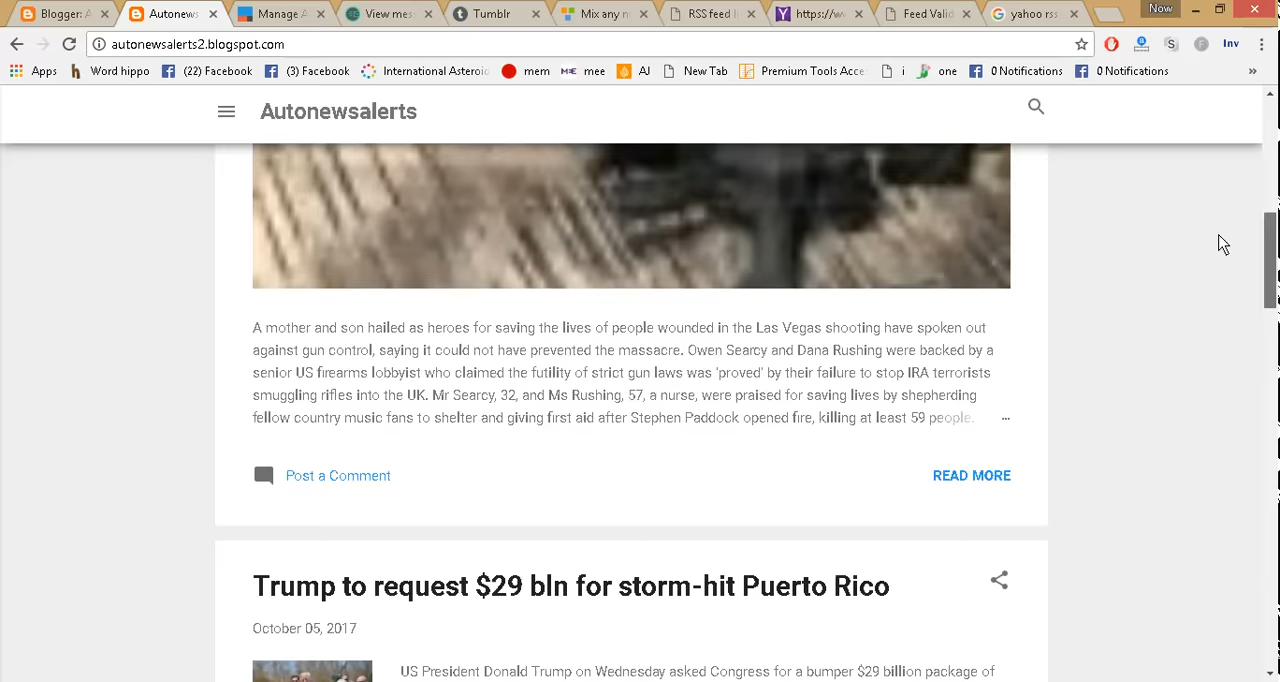 Blogger: A
Autonews
Manage A
View mes
Tumblr
Mix any n
RSS feed l
https://w
Feed Valid
yahoo rss
Now
autonewsalerts2.blogspot.com
Inv
Apps
Word hippo
(22) Facebook
(3) Facebook
International Asteroi
mem
mee
AI
New Tab
Premium Tools Acce
i
one
0 Notifications
0 Notifications
»
Autonewsalerts
A mother and son hailed as heroes for saving the lives of people wounded in the Las Vegas shooting have spoken out
against gun control, saying it could not have prevented the massacre. Owen Searcy and Dana Rushing were backed by a
senior US firearms lobbyist who claimed the futility of strict gun laws was 'proved' by their failure to stop IRA terrorists
smuggling rifles into the UK. Mr Searcy, 32, and Ms Rushing, 57, a nurse, were praised for saving lives by shepherding
fellow country music fans to shelter and giving first aid after Stephen Paddock opened fire, killing at least 59 people. ...
Post a Comment
READ MORE
Trump to request $29 bln for storm-hit Puerto Rico
October 05, 2017
US President Donald Trump on Wednesday asked Congress for a bumper $29 billion package of